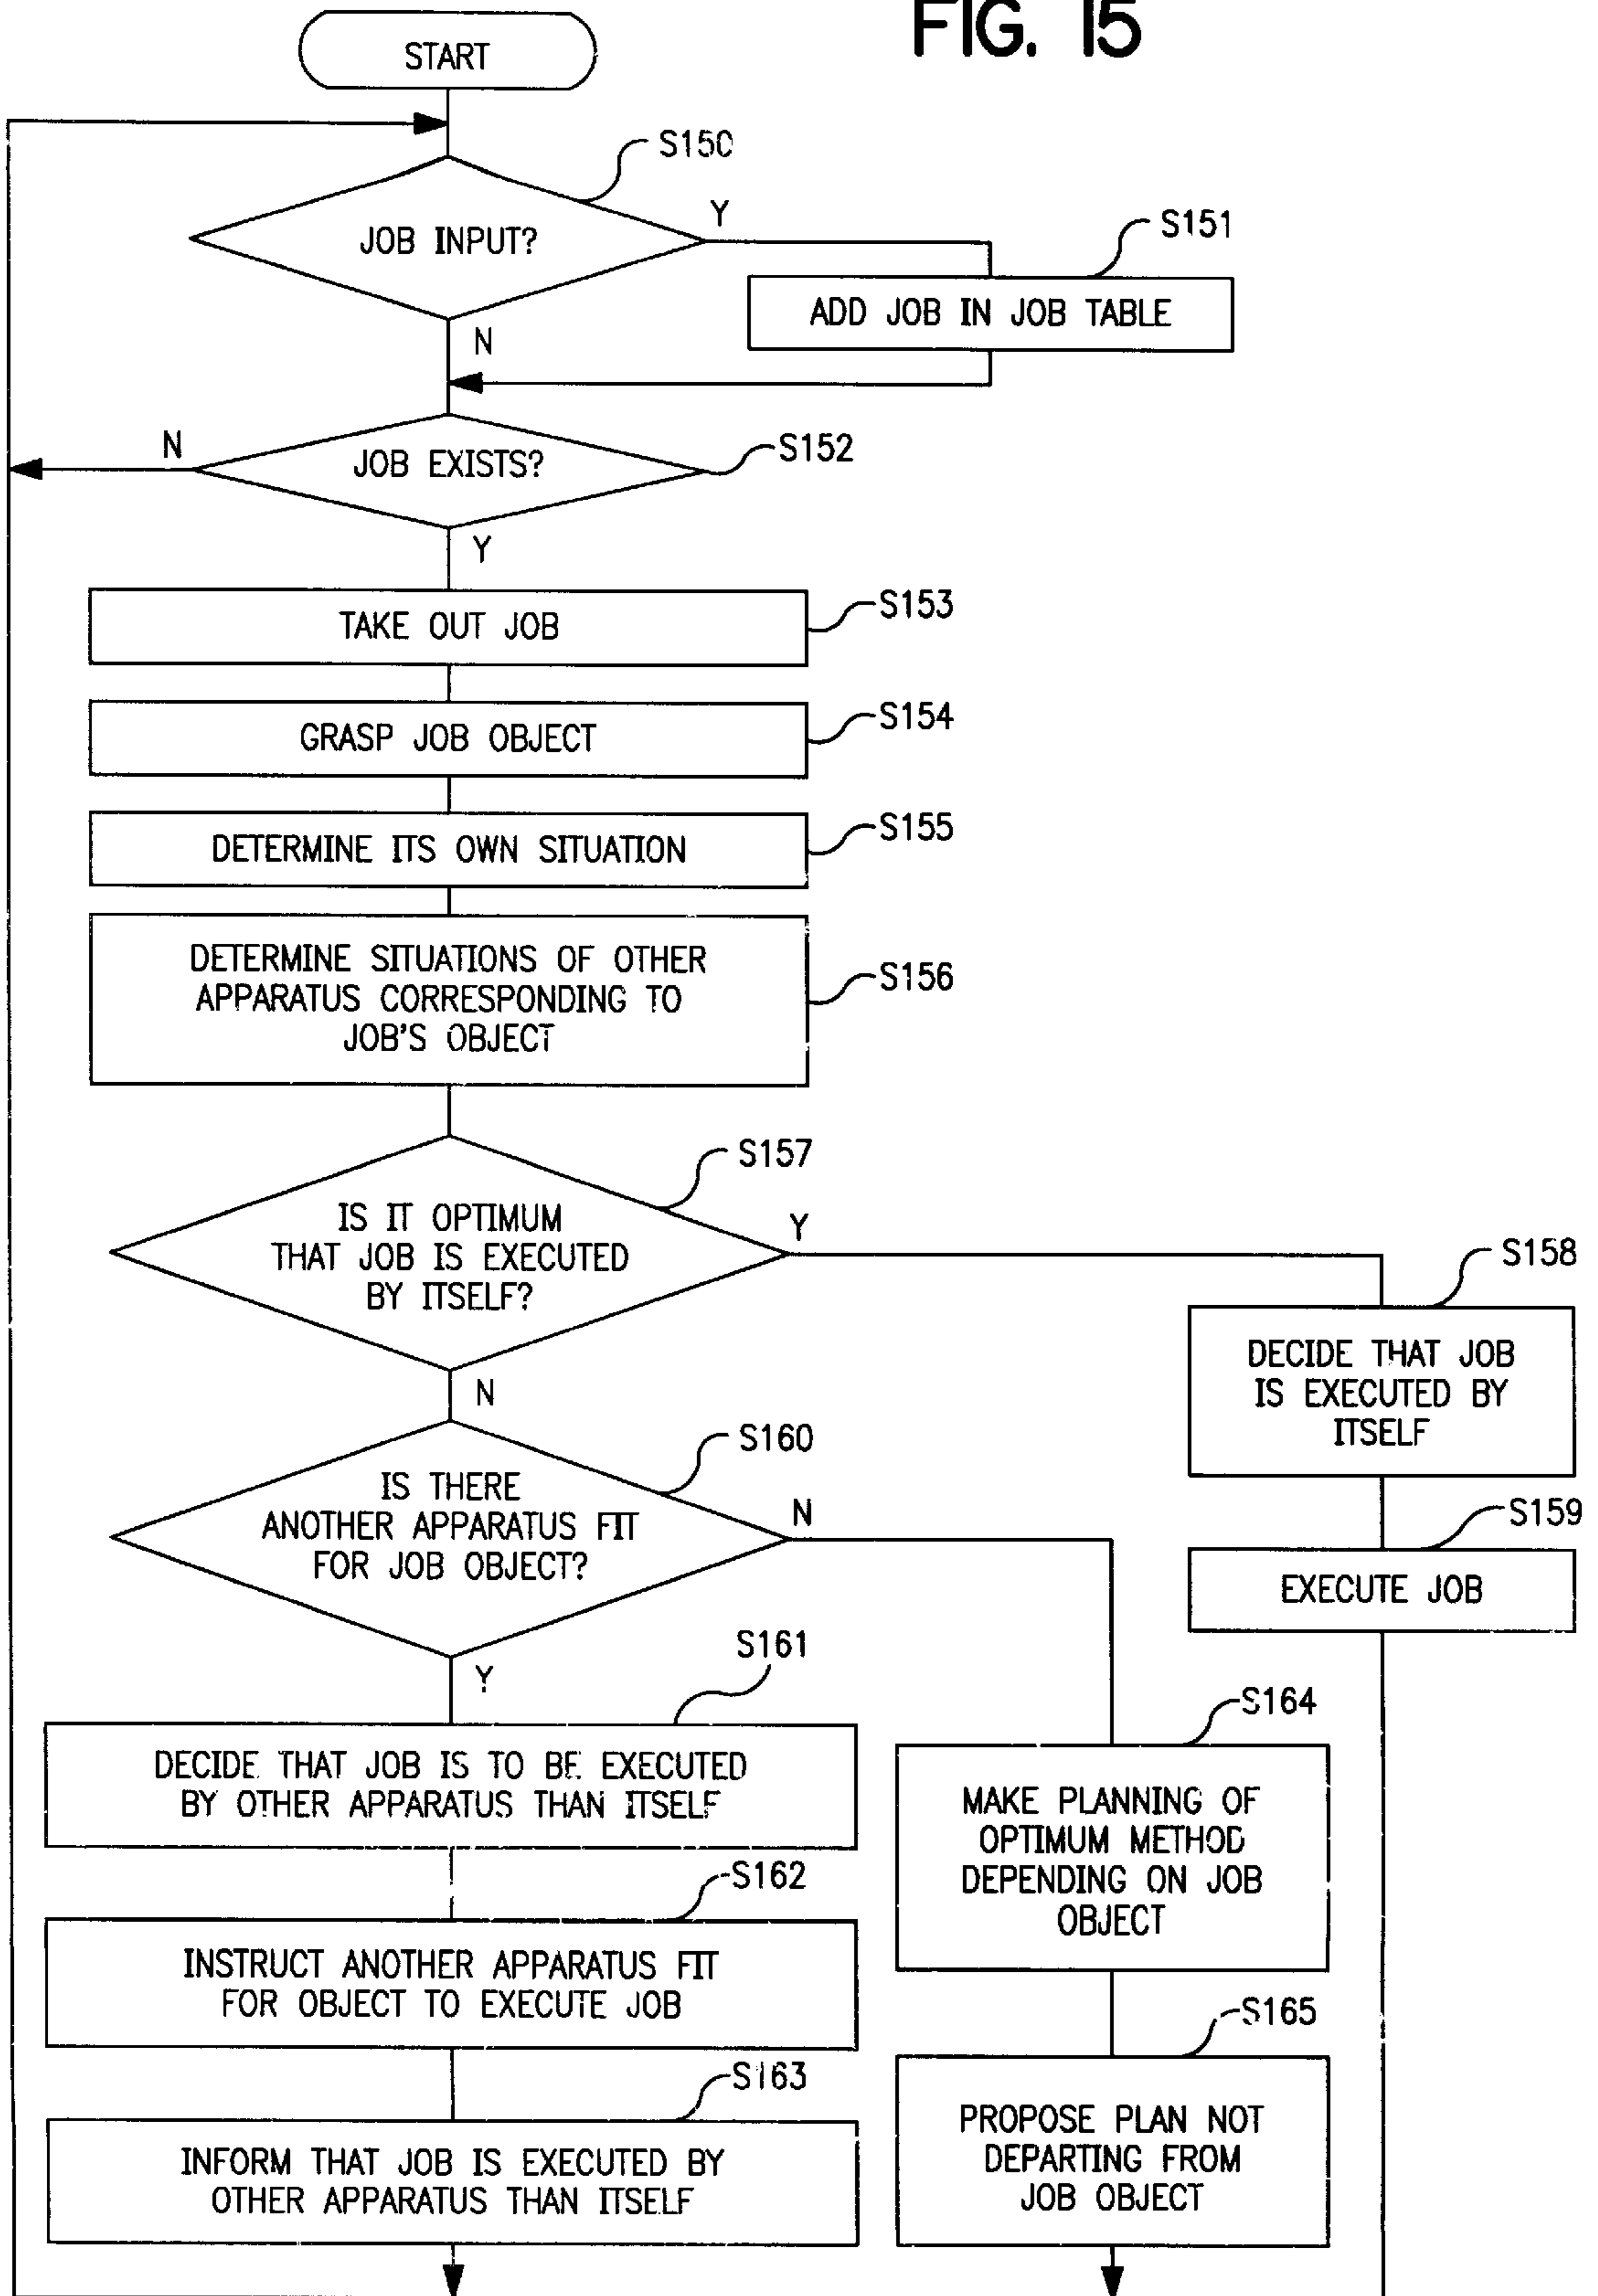 FIG. 15
START
S150
JOB INPUT?
Y
S151
ADD JOB IN JOB TABLE
N
JOB EXISTS?
N
S152
Y
TAKE OUT JOB
S153
GRASP JOB OBJECT
S154
DETERMINE ITS OWN SITUATION
S155
DETERMINE SITUATIONS OF OTHER
APPARATUS CORRESPONDING TO
JOB'S OBJECT
S156
S157
IS IT OPTIMUM
THAT JOB IS EXECUTED
BY ITSELF?
Y
N
S158
DECIDE THAT JOB
IS EXECUTED BY
ITSELF
S159
EXECUTE JOB
S160
IS THERE
ANOTHER APPARATUS FIT
FOR JOB OBJECT?
N
Y
S161
DECIDE THAT JOB IS TO BE EXECUTED
BY OTHER APPARATUS THAN ITSELF
S162
INSTRUCT ANOTHER APPARATUS FIT
FOR OBJECT TO EXECUTE JOB
S163
INFORM THAT JOB IS EXECUTED BY
OTHER APPARATUS THAN ITSELF
S164
MAKE PLANNING OF
OPTIMUM METHOD
DEPENDING ON JOB
OBJECT
S165
PROPOSE PLAN NOT
DEPARTING FROM
JOB OBJECT